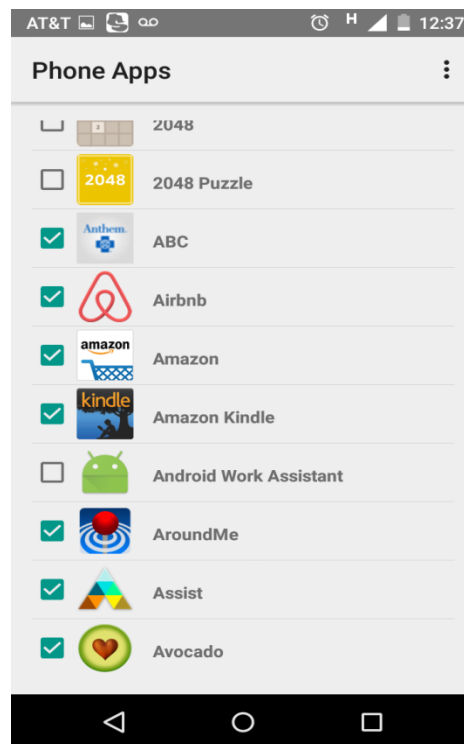 AT&T H 12:37
Phone Apps
2048
2048 2048 Puzzle
Anthem. ABC
Airbnb
amazon Amazon
kindle Amazon Kindle
Android Work Assistant
AroundMe
Assist
Avocado